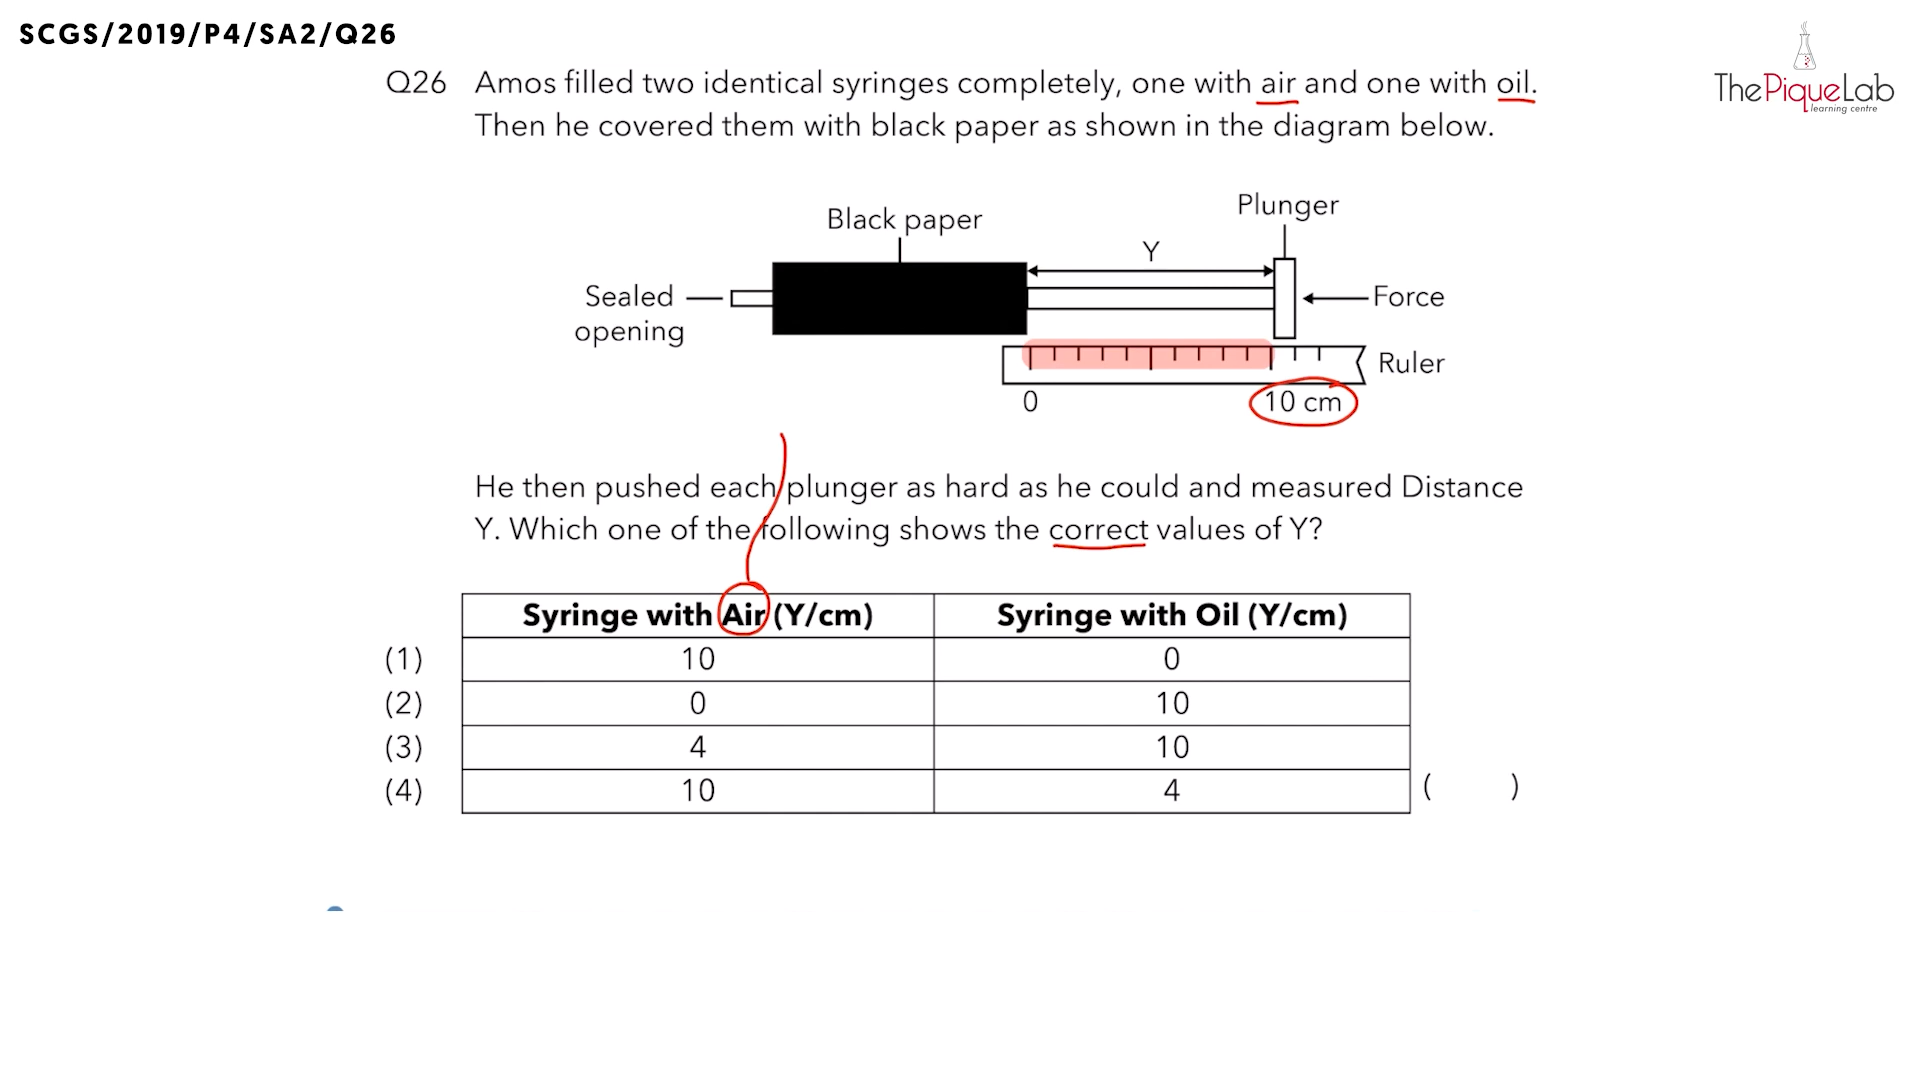 SCGS/2019/P4/SA2/Q26
ThePiqueLab
learning centre
Q26 Amos filled two identical syringes completely, one with air and one with oil.
Then he covered them with black paper as shown in the diagram below.
Plunger
Black paper
Y
Sealed
opening
Force
Ruler
0
10 cm
He then pushed each plunger as hard as he could and measured Distance
Y. Which one of the following shows the correct values of Y?
Syringe with Air (Y/cm) Syringe with Oil (Y/cm)
(1) 10 0
(2) 0 10
(3) 4 10
(4) 10 4 ( )